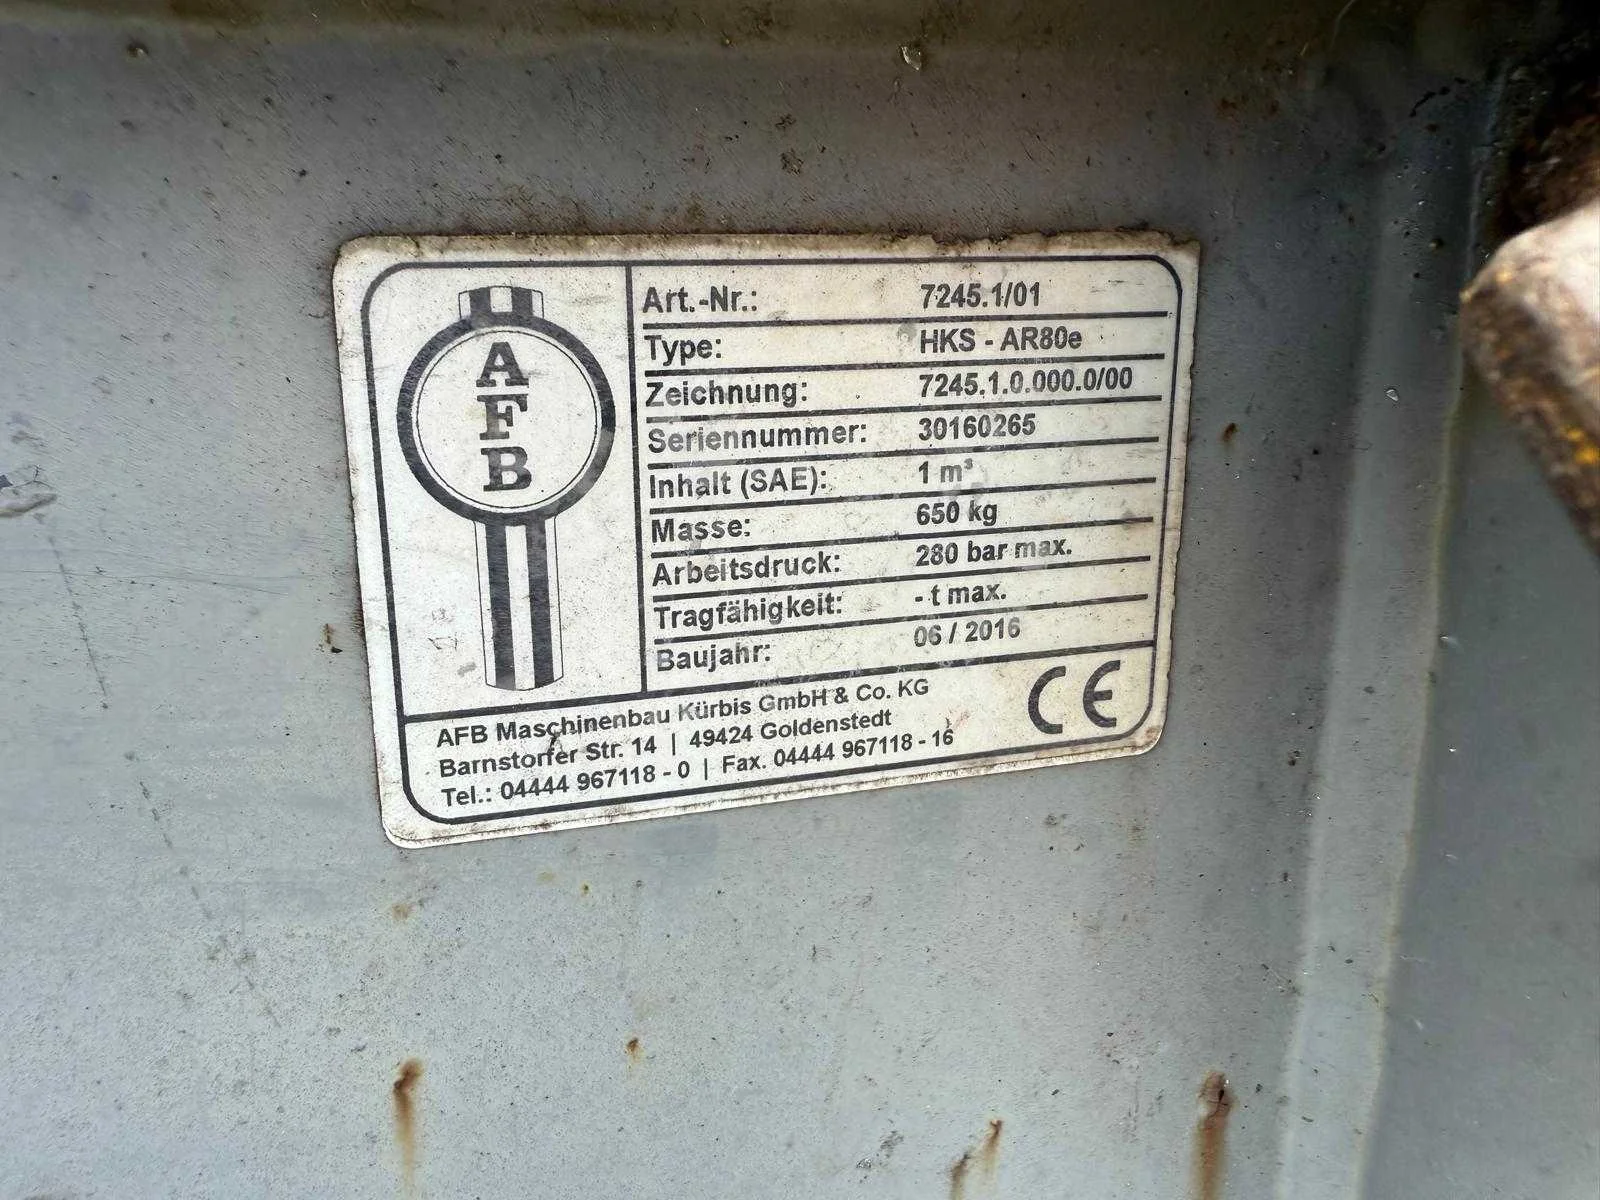 A
F
B
Art.-Nr.: 7245.1/01
Type: HKS - AR80e
Zeichnung: 7245.1.0.000.0/00
Seriennummer: 30160265
Inhalt (SAE): 1 m³
Masse: 650 kg
Arbeitsdruck: 280 bar max.
Tragfähigkeit: - t max.
Baujahr: 06 / 2016
AFB Maschinenbau Kürbis GmbH & Co. KG
Barnstorfer Str. 14 | 49424 Goldenstedt
Tel.: 04444 967118 - 0 | Fax. 04444 967118 - 16
CE